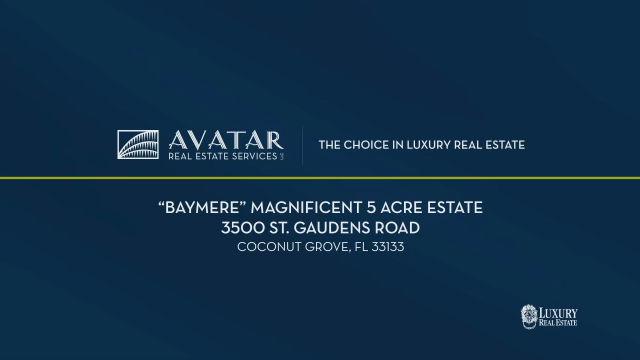 AVATAR
REAL ESTATE SERVICES LLC
THE CHOICE IN LUXURY REAL ESTATE
“BAYMERE” MAGNIFICENT 5 ACRE ESTATE
3500 ST. GAUDENS ROAD
COCONUT GROVE, FL 33133
LUXURY
REAL ESTATE